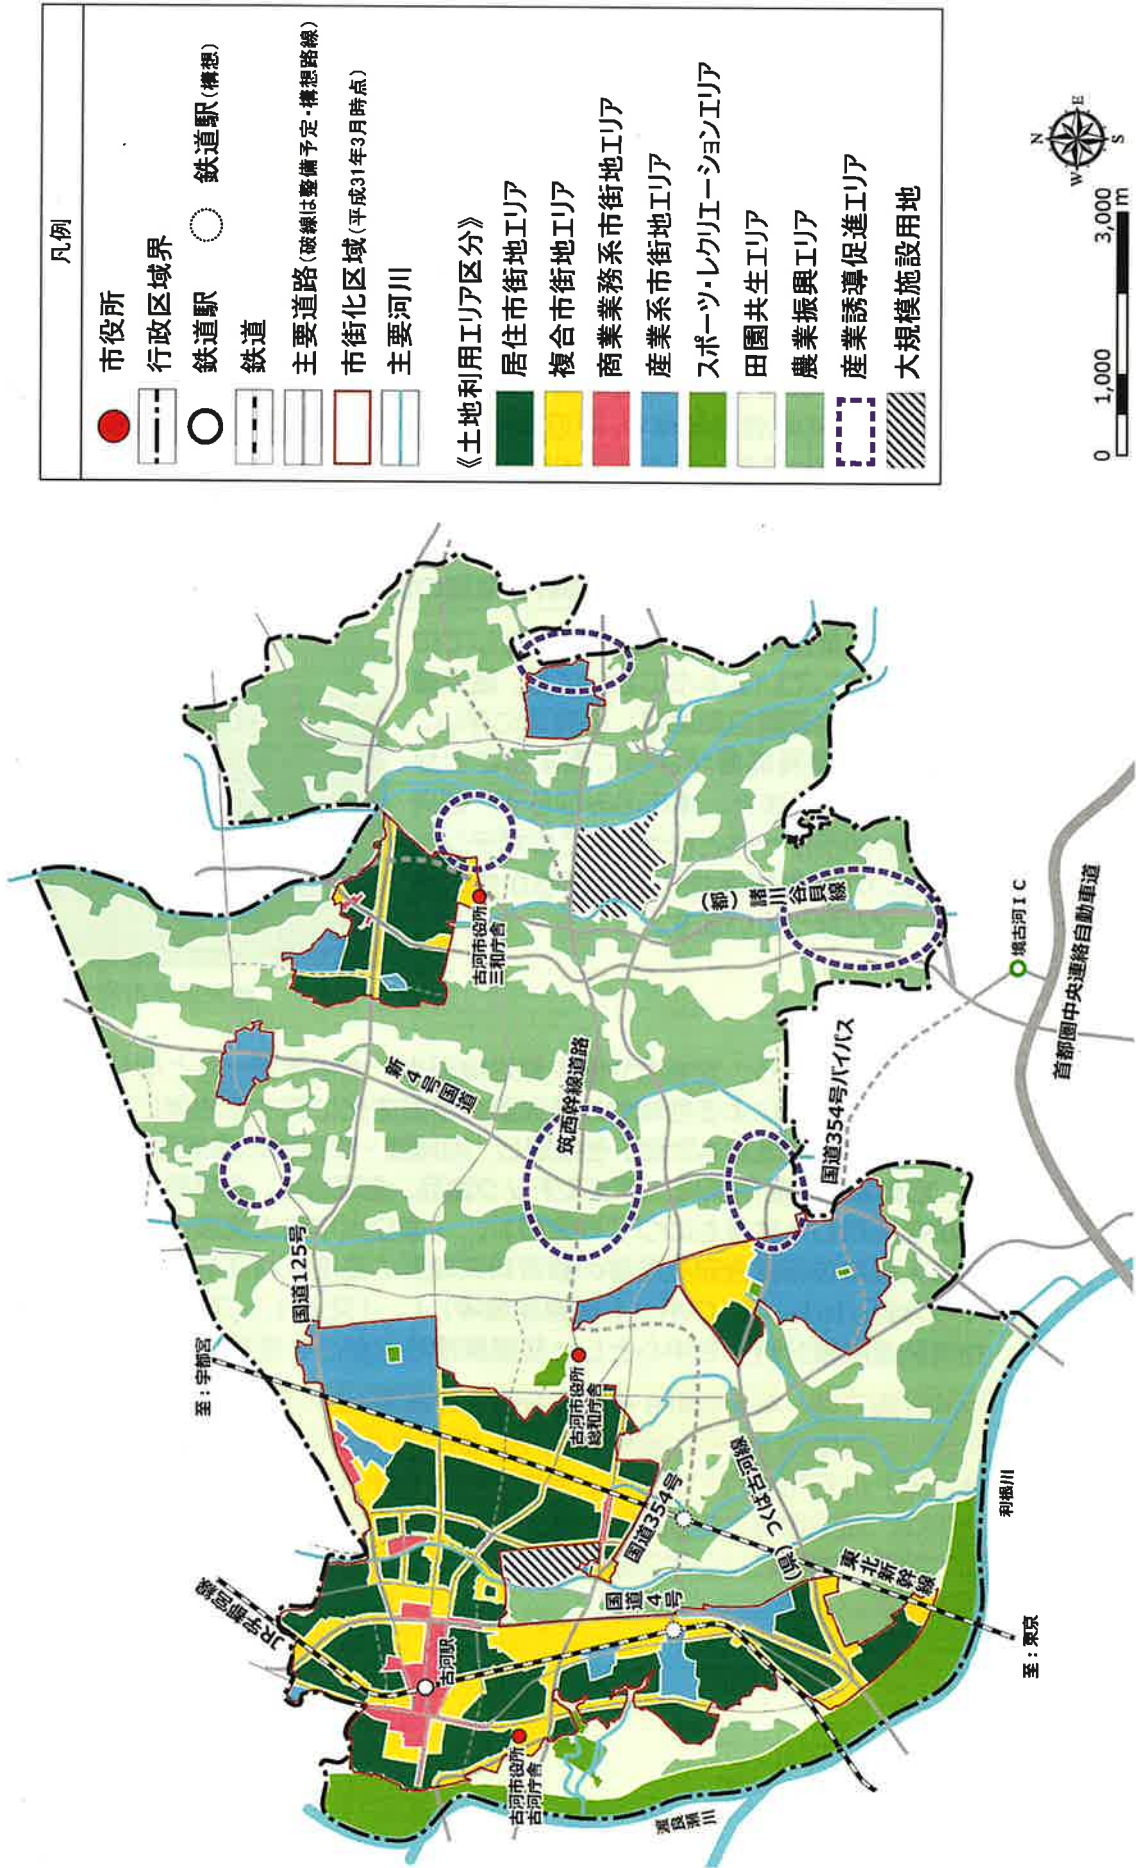 凡例
市役所
行政区域界
鉄道駅
鉄道駅(構想)
鉄道
主要道路(破線は整備予定・構想路線)
市街化区域(平成31年3月時点)
主要河川
《土地利用エリア区分》
居住市街地エリア
複合市街地エリア
商業業務系市街地エリア
産業系市街地エリア
スポーツ・レクリエーションエリア
田園共生エリア
農業振興エリア
産業誘導促進エリア
大規模施設用地
N
W
E
S
0
1,000
3,000
m
至：宇都宮
JR宇都宮線
国道125号
新4号国道
古河駅
古河市役所
三和庁舎
古河市役所
総和庁舎
古河市役所
古河庁舎
筑西幹線道路
(都)
諸川
谷貝
線
国道354号
国道
4号
(県)つくば古河線
国道354号バイパス
境古河IC
首都圏中央連絡自動車道
東北新幹線
利根川
渡良瀬川
至：東京